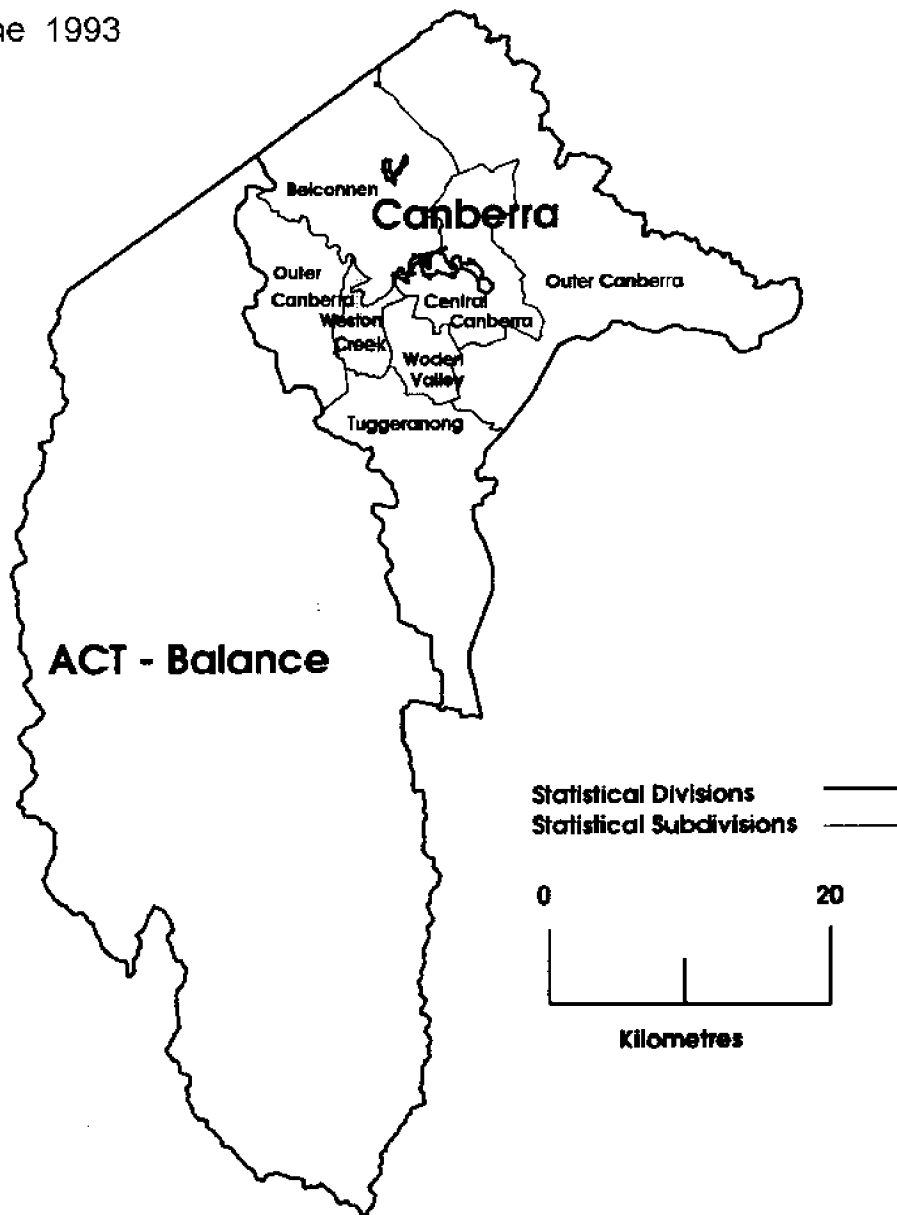 1993
Belconnen
Canberra
Outer
Canberra
Outer Canberra
Central
Canberra
Weston
Creek
Woden
Valley
Tuggeranong
ACT - Balance
Statistical Divisions
Statistical Subdivisions
0 20
Kilometres